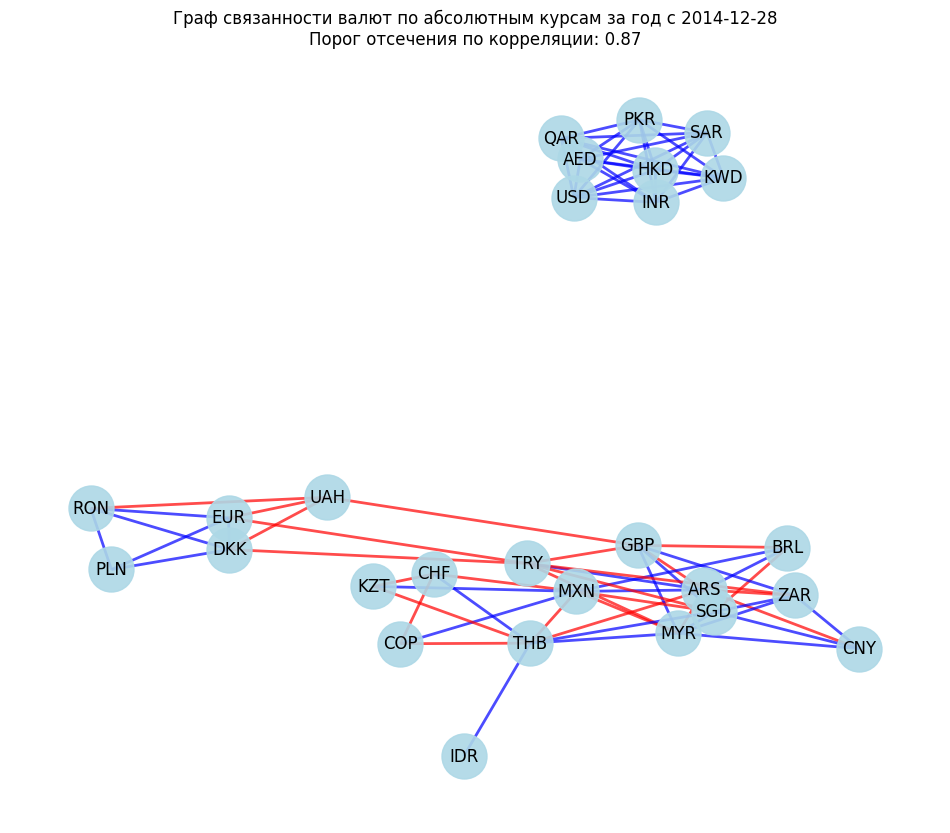 Граф связанности валют по абсолютным курсам за год с 2014-12-28
Порог отсечения по корреляции: 0.87
PKR
SAR
QAR
AED
HKD
KWD
USD
INR
UAH
RON
EUR
DKK
PLN
GBP
BRL
TRY
CHF
KZT
MXN
ARS
ZAR
SGD
MYR
COP
THB
CNY
IDR